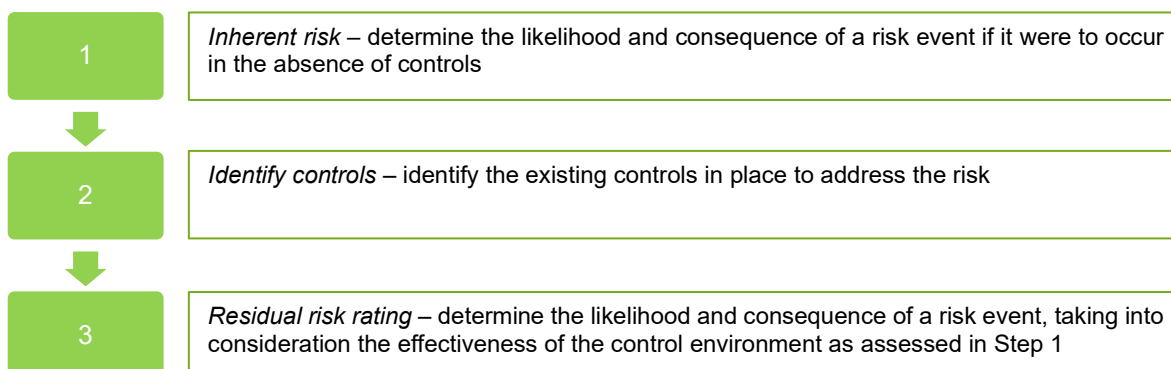 1
Inherent risk – determine the likelihood and consequence of a risk event if it were to occur
in the absence of controls
2
Identify controls – identify the existing controls in place to address the risk
3
Residual risk rating – determine the likelihood and consequence of a risk event, taking into
consideration the effectiveness of the control environment as assessed in Step 1